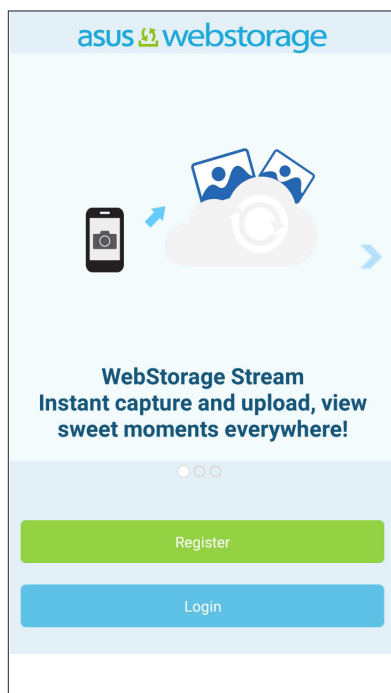 asus webstorage
WebStorage Stream
Instant capture and upload, view
sweet moments everywhere!
Register
Login